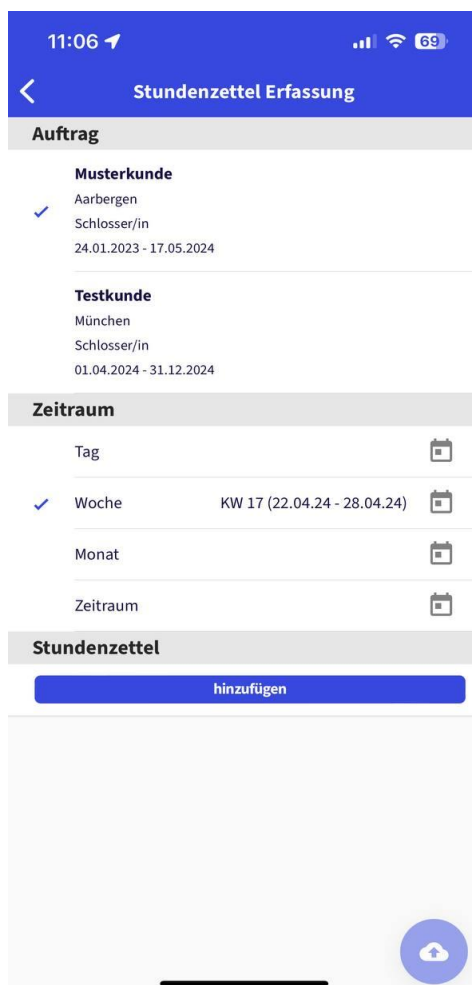 11:06
69
Stundenzettel Erfassung
Auftrag
Musterkunde
Aarbergen
Schlosser/in
24.01.2023 - 17.05.2024
Testkunde
München
Schlosser/in
01.04.2024 - 31.12.2024
Zeitraum
Tag
Woche KW 17 (22.04.24 - 28.04.24)
Monat
Zeitraum
Stundenzettel
hinzufügen